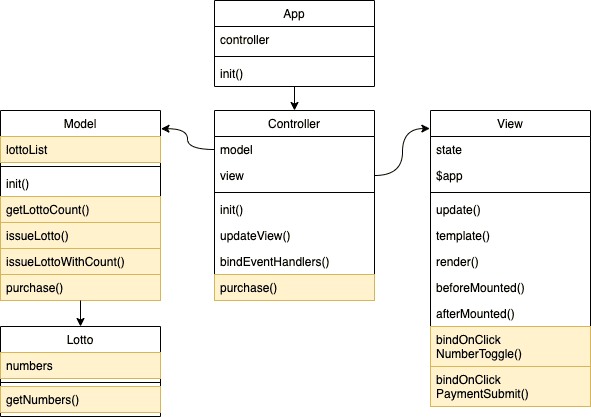 App
controller
init()
Model
lottoList
init()
getLottoCount()
issueLotto()
issueLottoWithCount()
purchase()
Lotto
numbers
getNumbers()
Controller
model
view
init()
updateView()
bindEventHandlers()
purchase()
View
state
$app
update()
template()
render()
beforeMounted()
afterMounted()
bindOnClick
NumberToggle()
bindOnClick
PaymentSubmit()